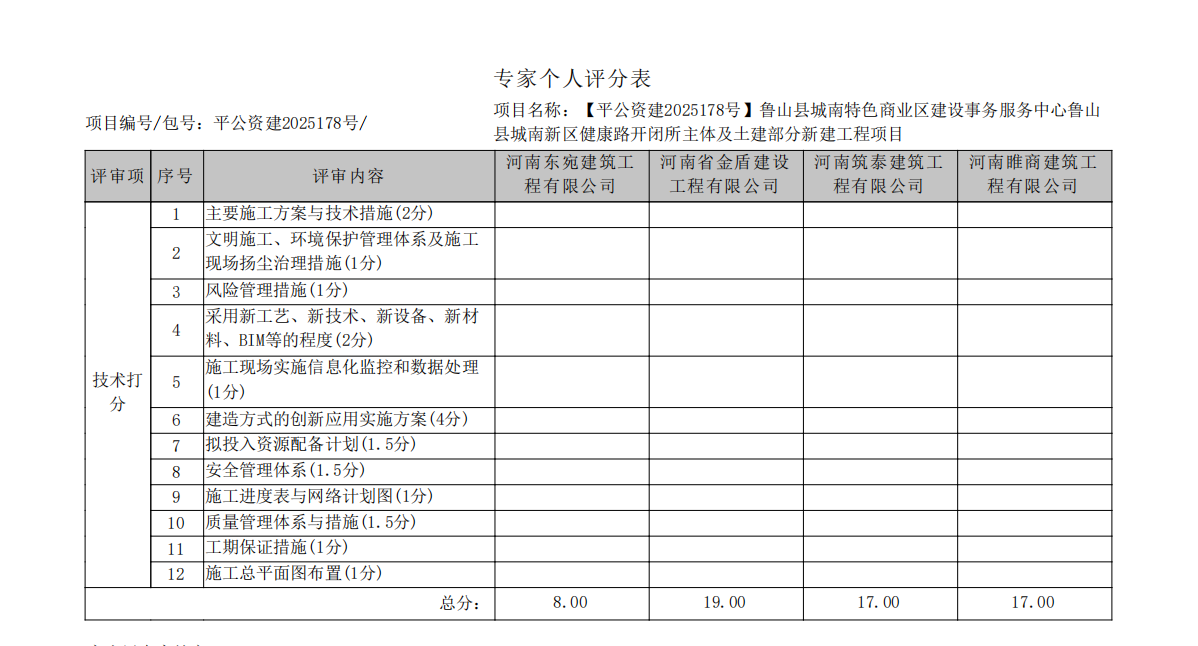 专家个人评分表
项目编号/包号：平公资建2025178号/
项目名称：【平公资建2025178号】鲁山县城南特色商业区建设事务服务中心鲁山
县城南新区健康路开闭所主体及土建部分新建工程项目
评审项 序号 评审内容
河南东宛建筑工
程有限公司
河南省金盾建设
工程有限公司
河南筑泰建筑工
程有限公司
河南睢商建筑工
程有限公司
技术打
分
1 主要施工方案与技术措施(2分)
2 文明施工、环境保护管理体系及施工
现场扬尘治理措施(1分)
3 风险管理措施(1分)
4 采用新工艺、新技术、新设备、新材
料、BIM等的程度(2分)
5 施工现场实施信息化监控和数据处理
(1分)
6 建造方式的创新应用实施方案(4分)
7 拟投入资源配备计划(1.5分)
8 安全管理体系(1.5分)
9 施工进度表与网络计划图(1分)
10 质量管理体系与措施(1.5分)
11 工期保证措施(1分)
12 施工总平面图布置(1分)
总分： 8.00 19.00 17.00 17.00